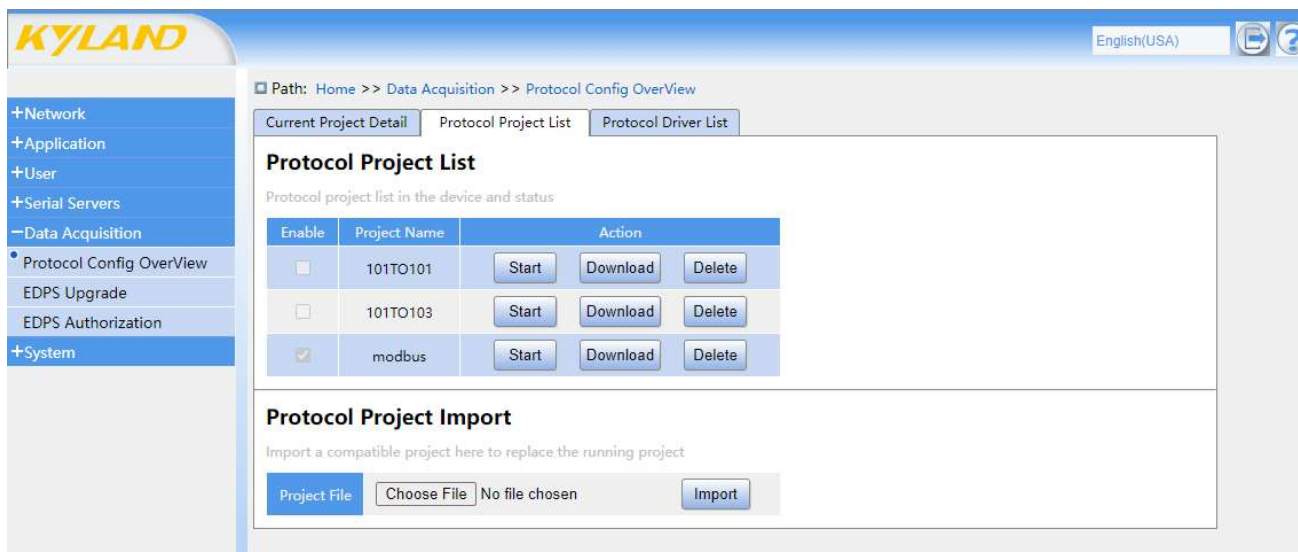 KYLAND
English(USA)
Path: Home >> Data Acquisition >> Protocol Config OverView
+Network
+Application
+User
+Serial Servers
−Data Acquisition
Protocol Config OverView
EDPS Upgrade
EDPS Authorization
+System
Current Project Detail Protocol Project List Protocol Driver List
Protocol Project List
Protocol project list in the device and status
Enable Project Name Action
101TO101 Start Download Delete
101TO103 Start Download Delete
modbus Start Download Delete
Protocol Project Import
Import a compatible project here to replace the running project
Project File Choose File No file chosen Import